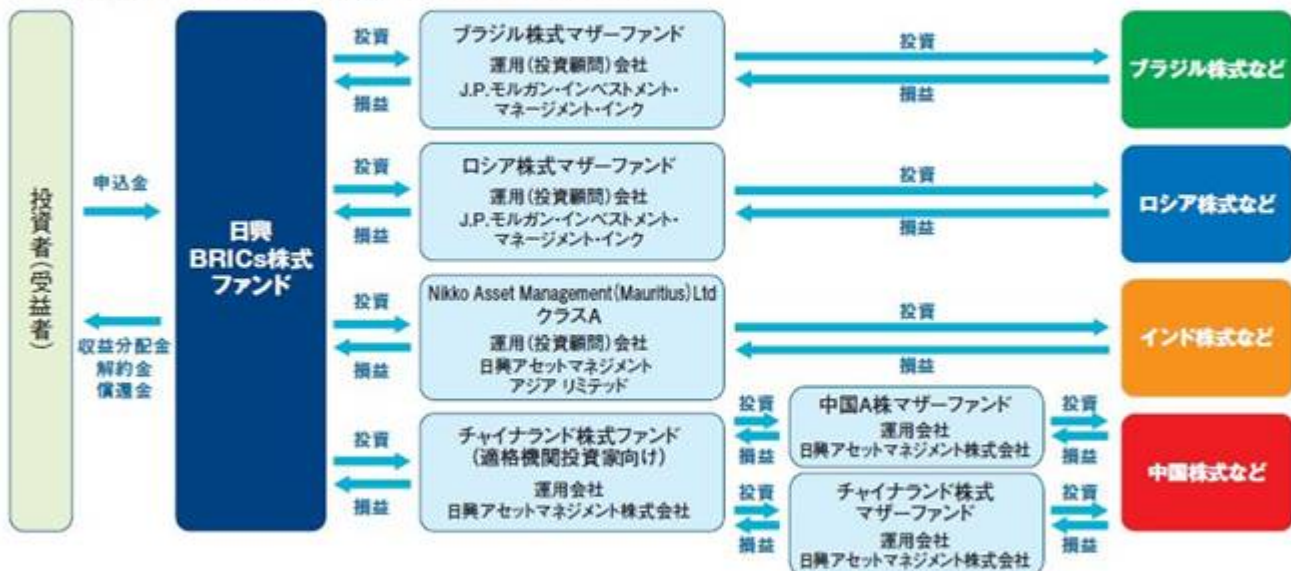 投資者(受益者)
申込金
収益分配金
解約金
償還金
日興
BRICs株式
ファンド
投資
損益
ブラジル株式マザーファンド
運用(投資顧問)会社
J.P.モルガン・インベストメント・
マネージメント・インク
投資
損益
ブラジル株式など
投資
損益
ロシア株式マザーファンド
運用(投資顧問)会社
J.P.モルガン・インベストメント・
マネージメント・インク
投資
損益
ロシア株式など
投資
損益
Nikko Asset Management(Mauritius)Ltd
クラスA
運用(投資顧問)会社
日興アセットマネジメント
アジア リミテッド
投資
損益
インド株式など
投資
損益
チャイナランド株式ファンド
(適格機関投資家向け)
運用会社
日興アセットマネジメント株式会社
投資
損益
中国A株マザーファンド
運用会社
日興アセットマネジメント株式会社
投資
損益
投資
損益
チャイナランド株式
マザーファンド
運用会社
日興アセットマネジメント株式会社
投資
損益
中国株式など